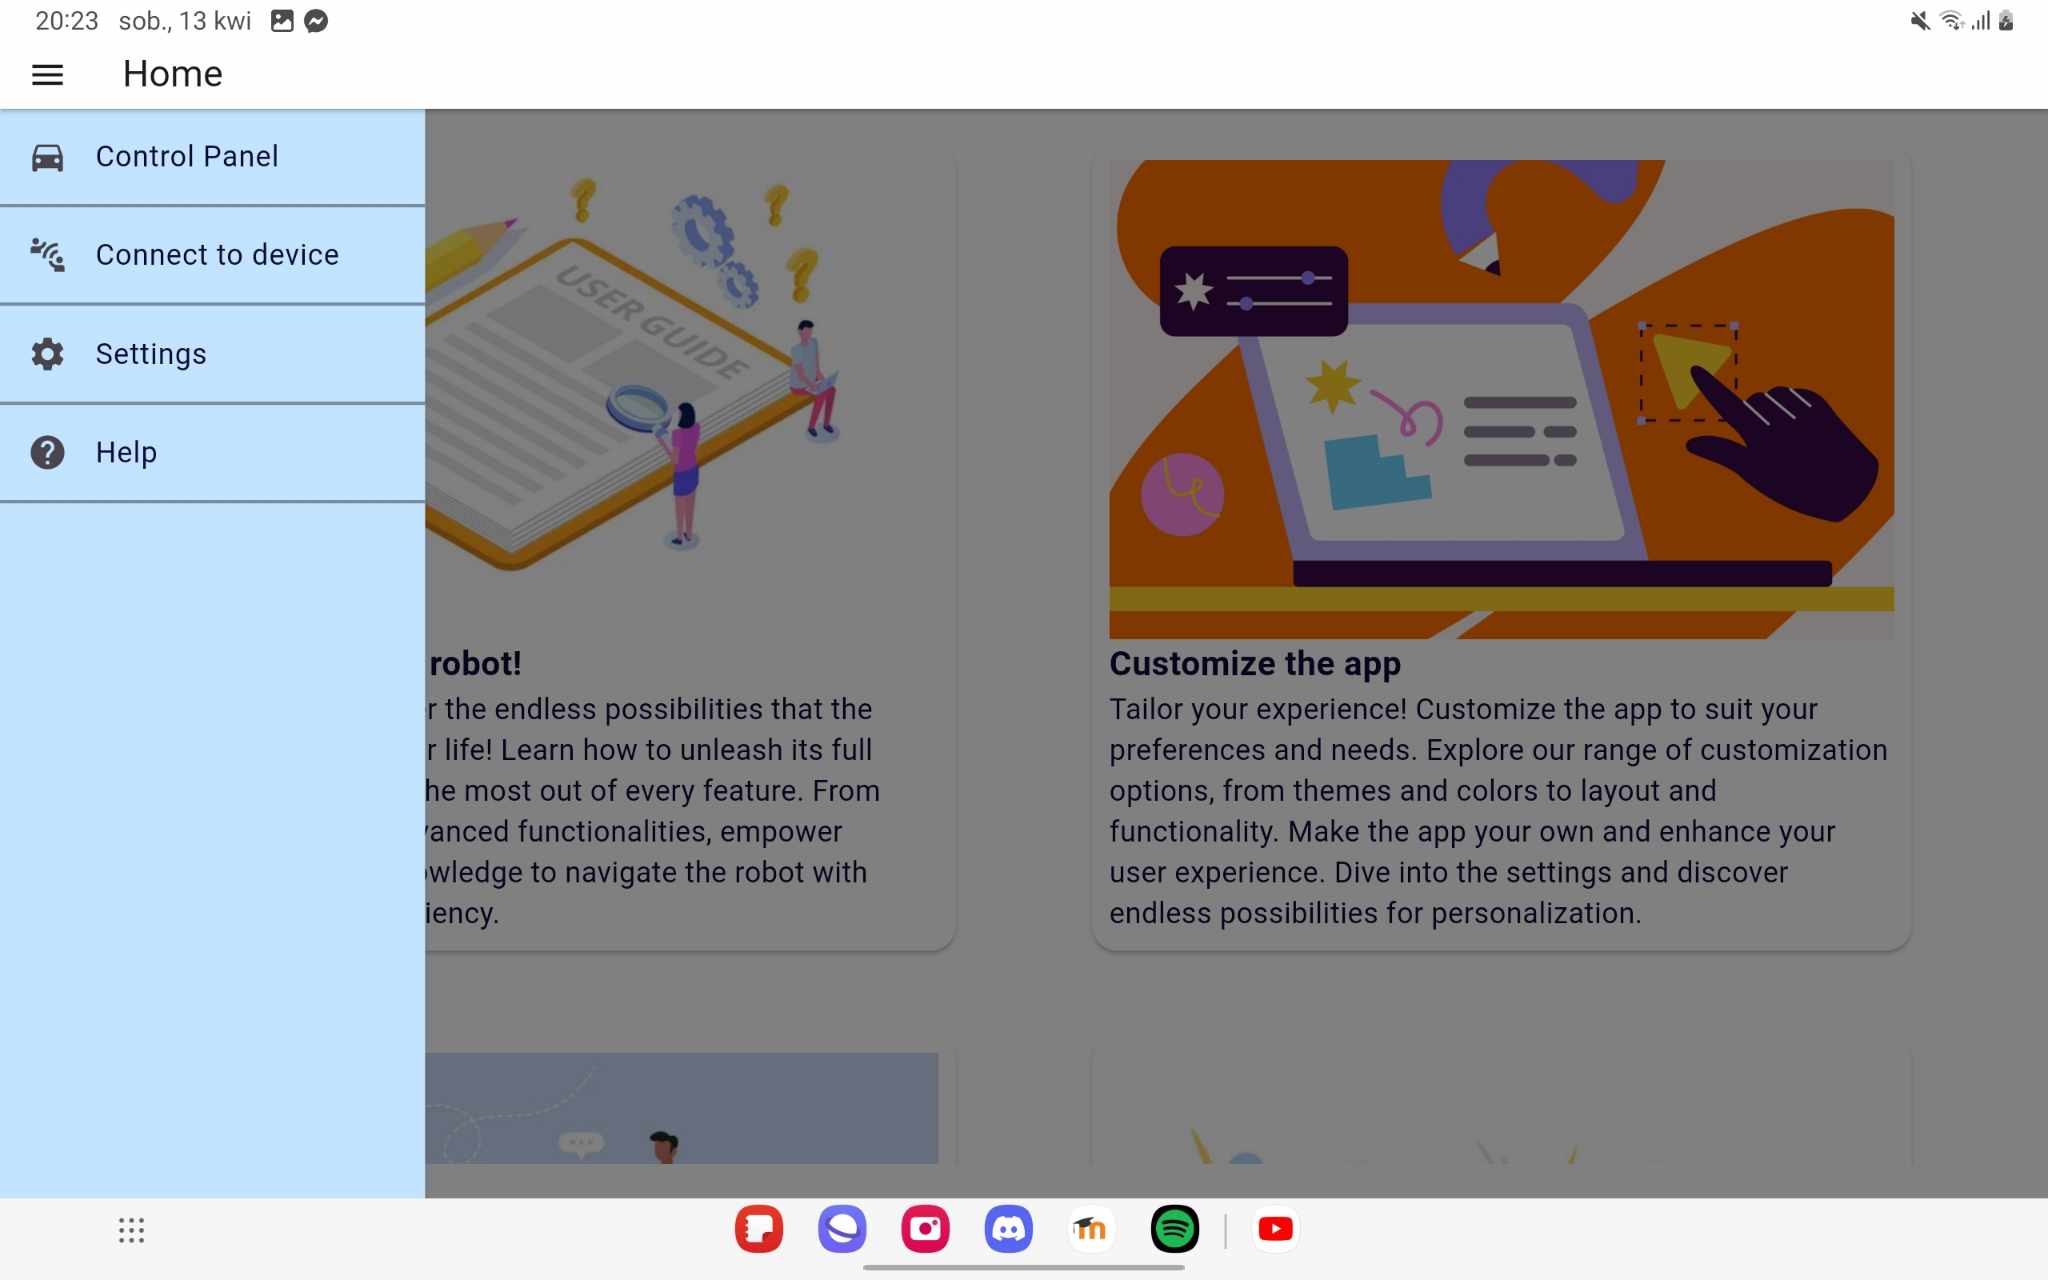 20:23 sob., 13 kwi
Home
Control Panel
Connect to device
Settings
Help
USER GUIDE
robot!
r the endless possibilities that the
r life! Learn how to unleash its full
he most out of every feature. From
vanced functionalities, empower
owledge to navigate the robot with
iency.
Customize the app
Tailor your experience! Customize the app to suit your
preferences and needs. Explore our range of customization
options, from themes and colors to layout and
functionality. Make the app your own and enhance your
user experience. Dive into the settings and discover
endless possibilities for personalization.